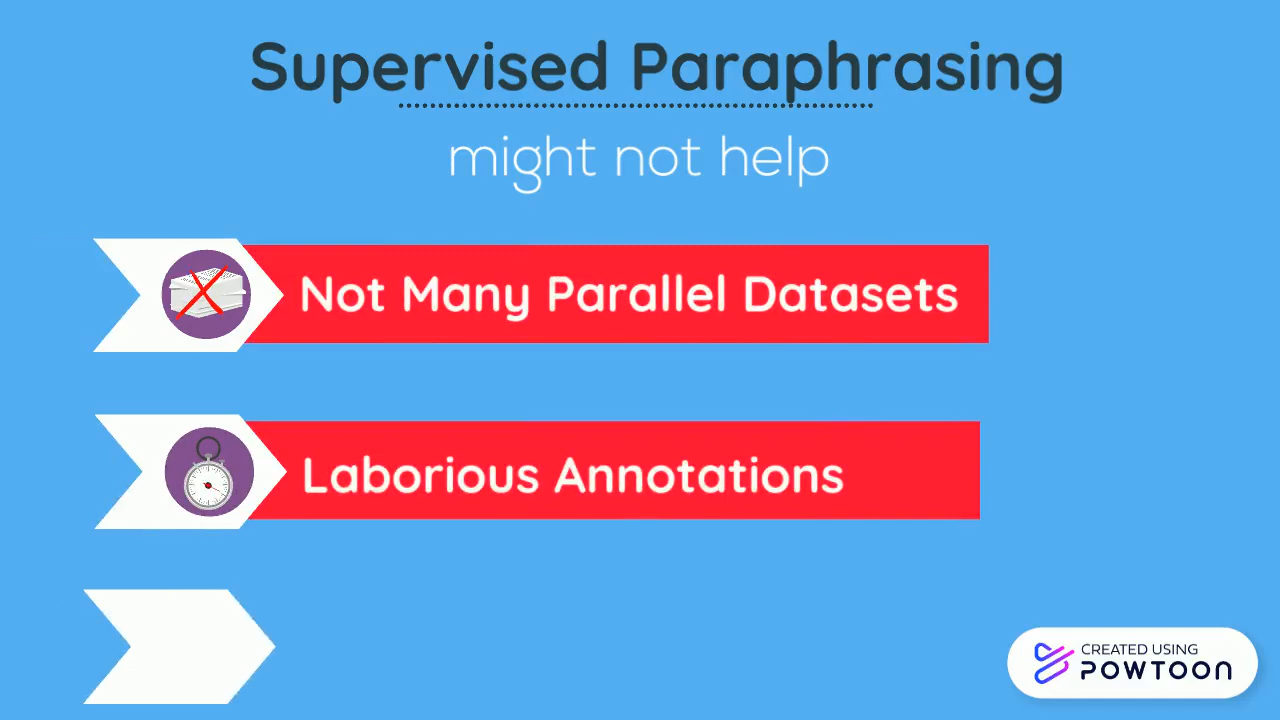 Supervised Paraphrasing
might not help
Not Many Parallel Datasets
Laborious Annotations
CREATED USING
POWTOON